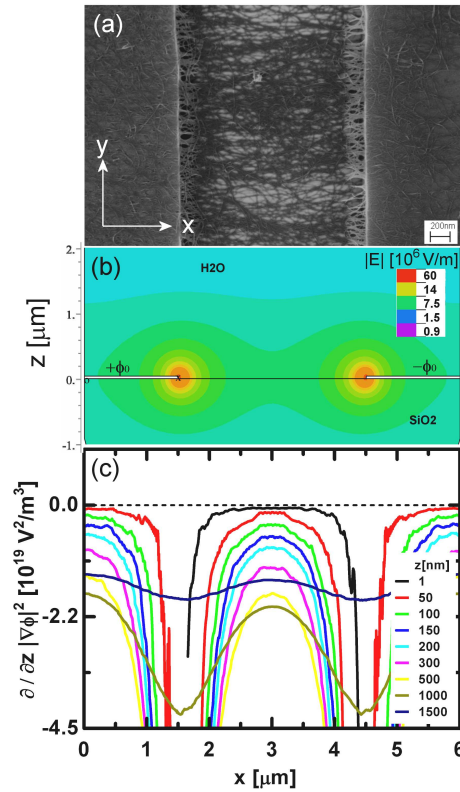 (a)
y
x
200nm
(b)
H2O
|E| [10⁶ V/m]
60
14
7.5
1.5
0.9
+ϕ₀
−ϕ₀
SiO2
z [μm]
2.
1.
0.
-1.
(c)
0.0
-2.2
-4.5
∂ / ∂z |∇ϕ|² [10¹⁹ V²/m³]
z[nm]
1
50
100
150
200
300
500
1000
1500
0 1 2 3 4 5 6
x [μm]